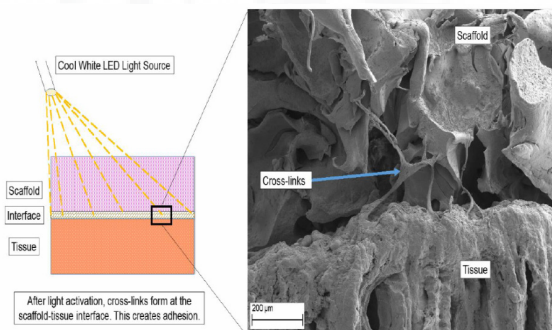 Cool White LED Light Source
Scaffold
Interface
Tissue
After light activation, cross-links form at the
scaffold-tissue interface. This creates adhesion.
Scaffold
Cross-links
Tissue
200 µm